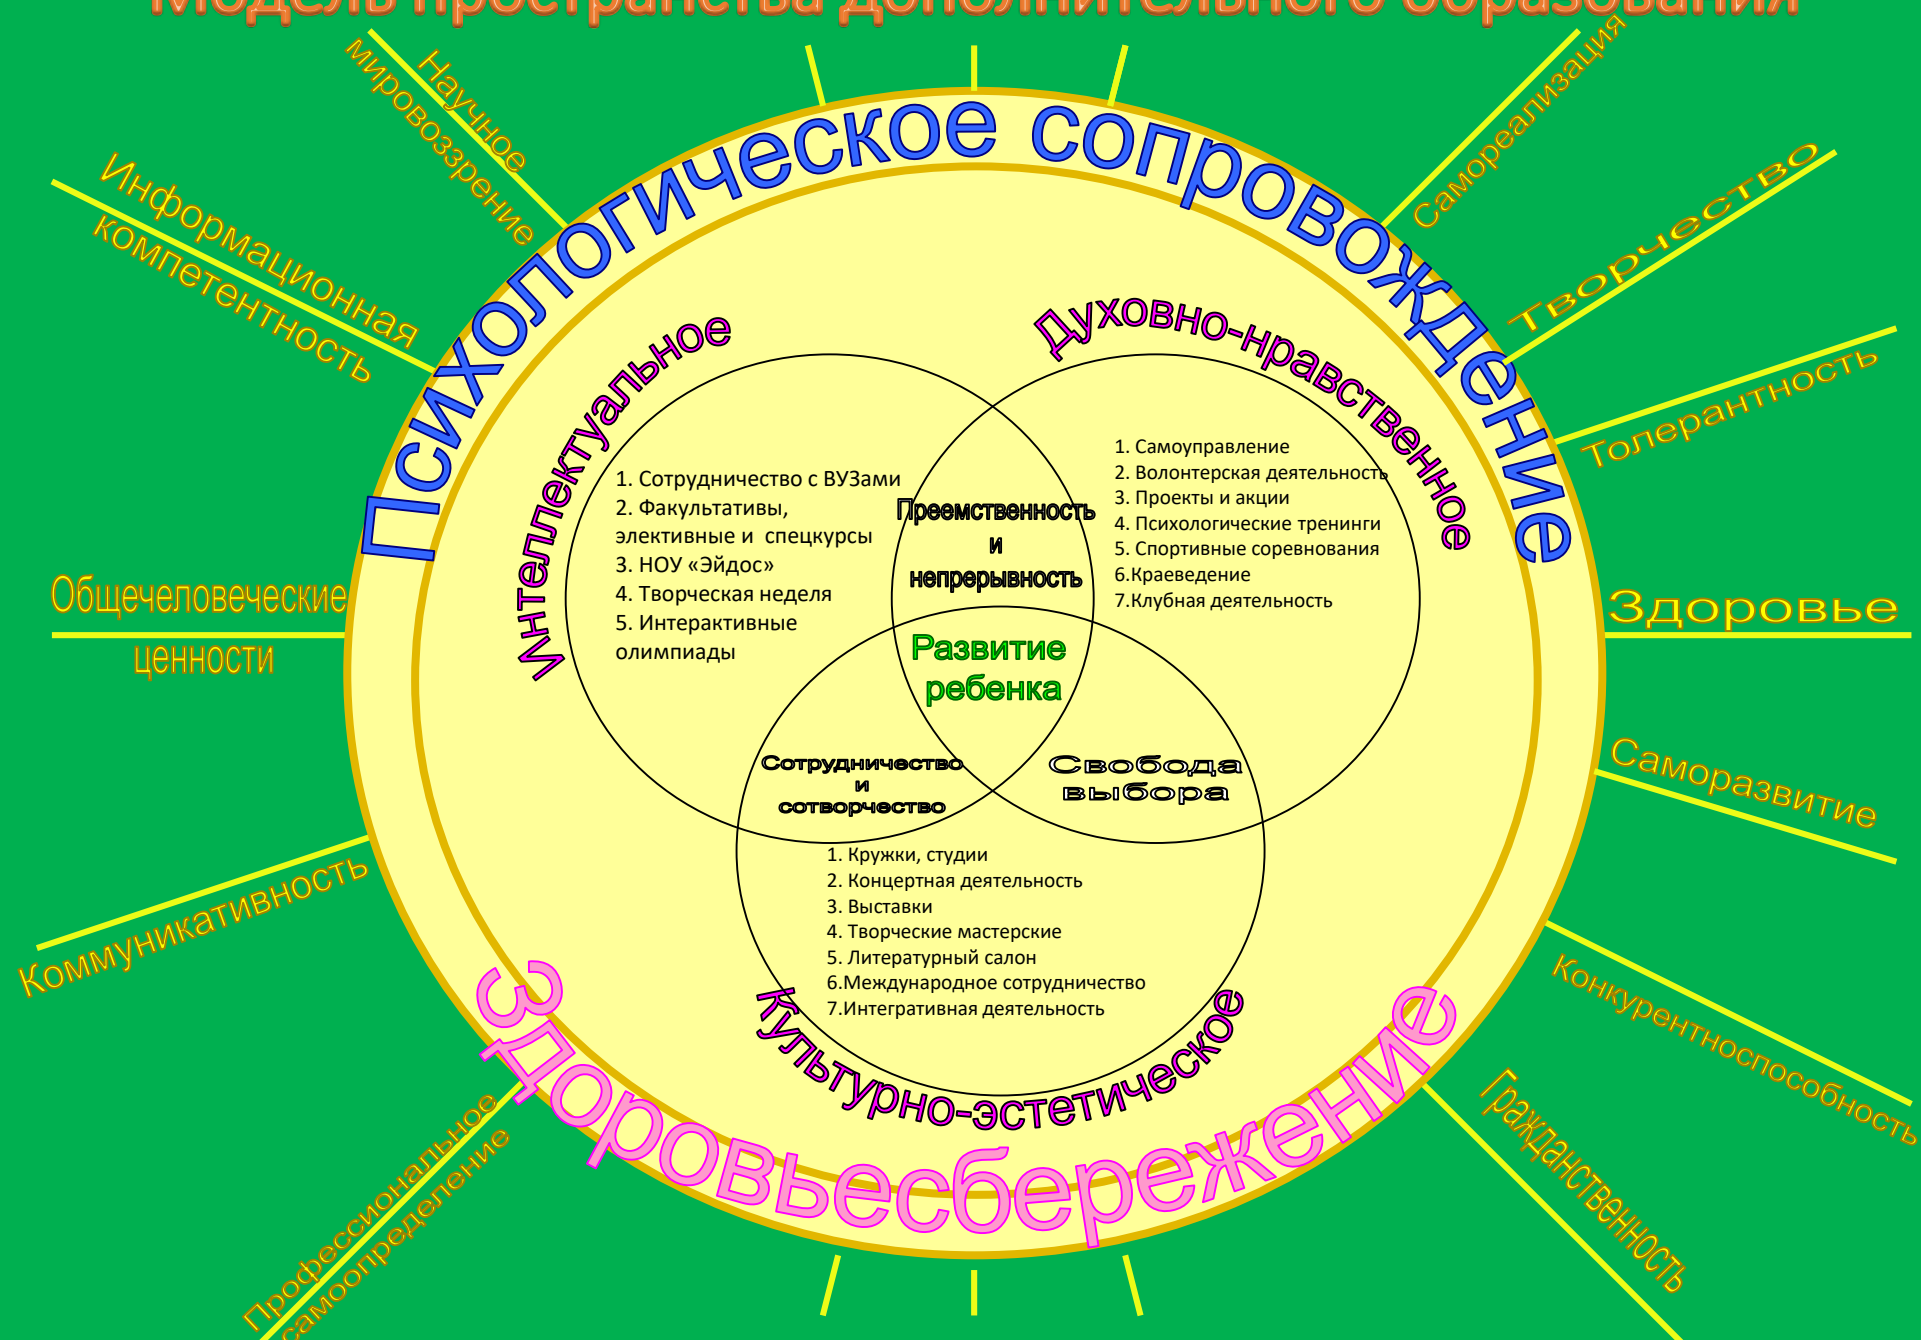 Модель пространства дополнительного образования
Научное
мировоззрение
Информационная
компетентность
Общечеловеческие
ценности
Коммуникативность
Профессиональное
самоопределение
Самореализация
Творчество
Толерантность
Здоровье
Саморазвитие
Конкурентноспособность
Гражданственность
Психологическое сопровождение
Интеллектуальное
1. Сотрудничество с ВУЗами
2. Факультативы,
элективные и спецкурсы
3. НОУ «Эйдос»
4. Творческая неделя
5. Интерактивные
олимпиады
Духовно-нравственное
1. Самоуправление
2. Волонтерская деятельность
3. Проекты и акции
4. Психологические тренинги
5. Спортивные соревнования
6.Краеведение
7.Клубная деятельность
Преемственность
и
непрерывность
Развитие
ребенка
Сотрудничество
и
сотворчество
Свобода
выбора
1. Кружки, студии
2. Концертная деятельность
3. Выставки
4. Творческие мастерские
5. Литературный салон
6.Международное сотрудничество
7.Интегративная деятельность
Культурно-эстетическое
Здоровьесбережение